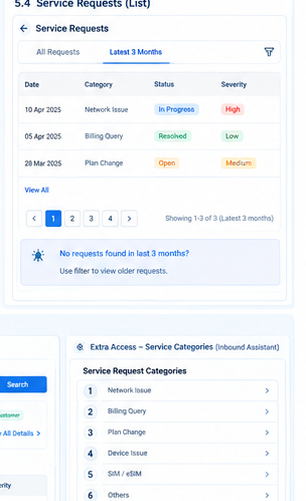 5.4 Service Requests (List)
← Service Requests
All Requests Latest 3 Months
Date Category Status Severity
10 Apr 2025 Network Issue In Progress High
05 Apr 2025 Billing Query Resolved Low
28 Mar 2025 Plan Change Open Medium
View All
< 1 2 3 4 > Showing 1-3 of 3 (Latest 3 months)
No requests found in last 3 months?
Use filter to view older requests.
Search
All Details >
Extra Access – Service Categories (Inbound Assistant)
Service Request Categories
1 Network Issue >
2 Billing Query >
3 Plan Change >
4 Device Issue >
5 SIM / eSIM >
6 Others >